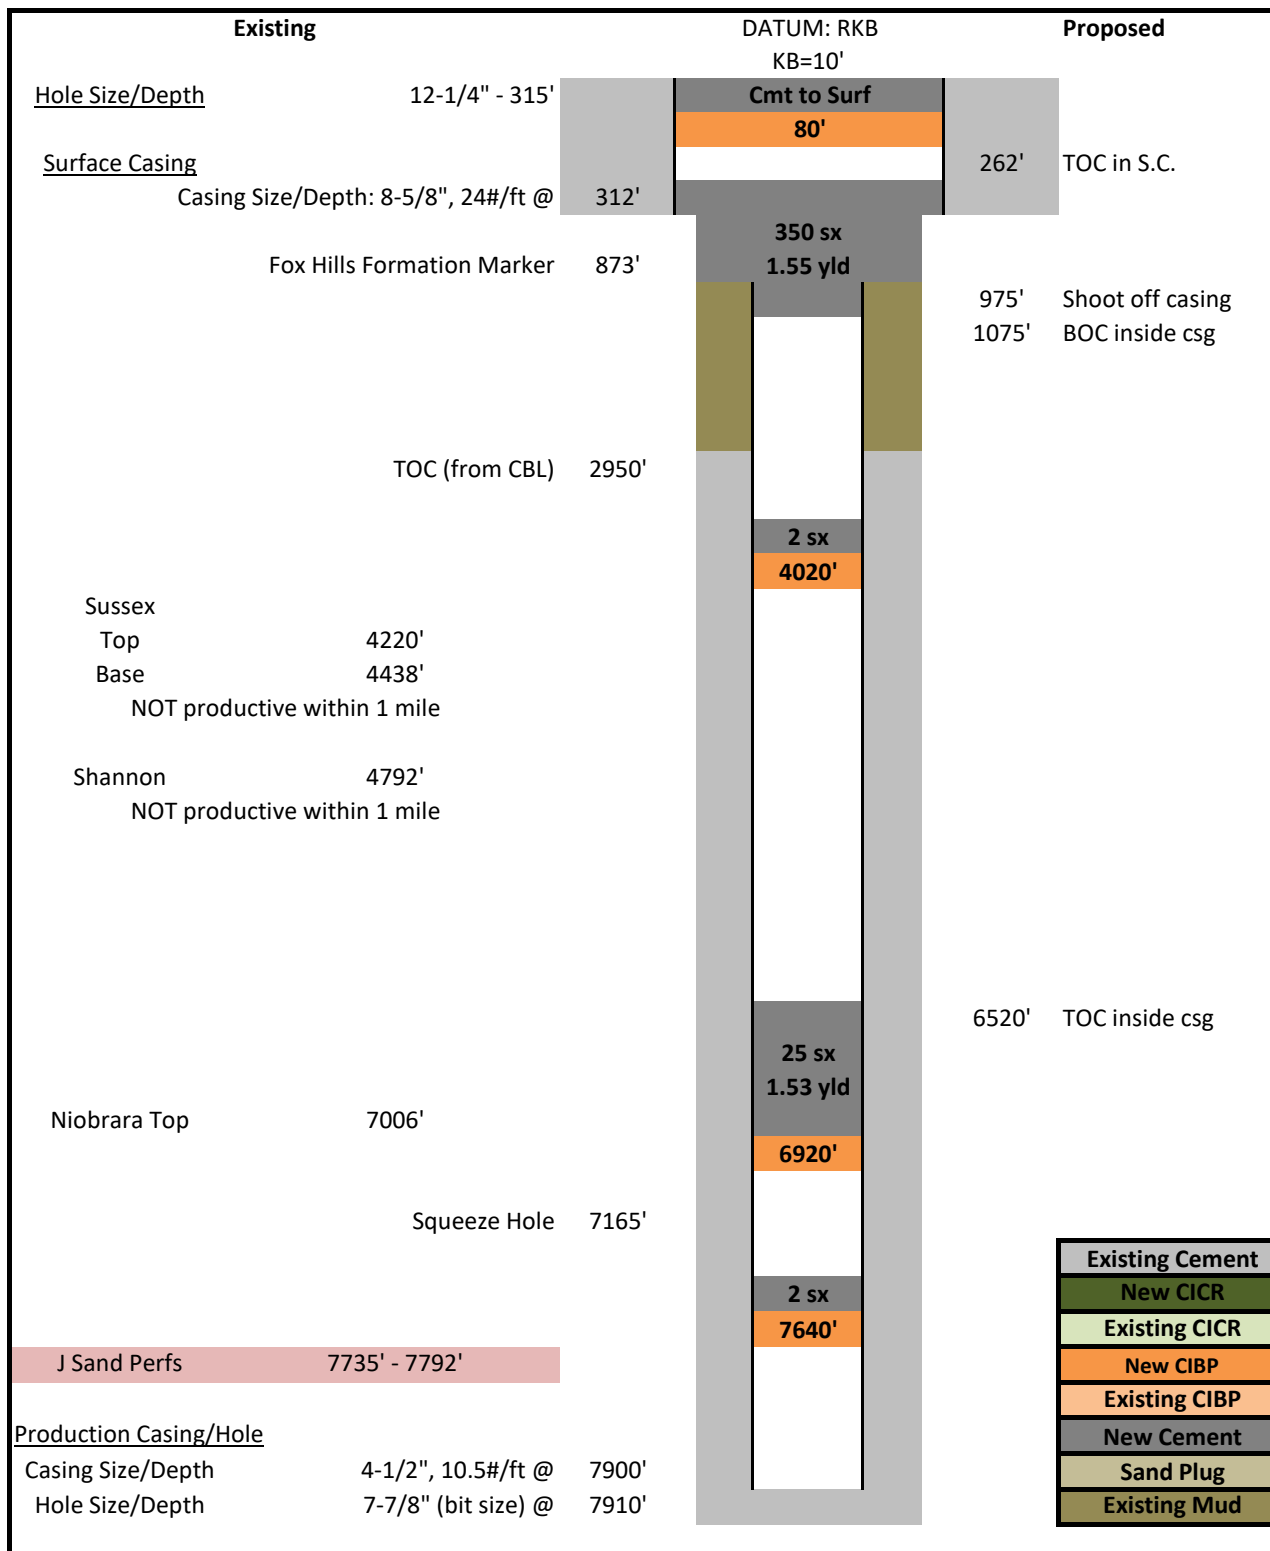 Existing DATUM: RKB Proposed
KB=10'
Hole Size/Depth 12-1/4" - 315' Cmt to Surf
80'
Surface Casing 262' TOC in S.C.
Casing Size/Depth: 8-5/8", 24#/ft @ 312'
350 sx
Fox Hills Formation Marker 873' 1.55 yld
975' Shoot off casing
1075' BOC inside csg
TOC (from CBL) 2950'
2 sx
4020'
Sussex
Top 4220'
Base 4438'
NOT productive within 1 mile
Shannon 4792'
NOT productive within 1 mile
6520' TOC inside csg
25 sx
1.53 yld
Niobrara Top 7006'
6920'
Squeeze Hole 7165'
Existing Cement
2 sx New CICR
7640' Existing CICR
J Sand Perfs 7735' - 7792' New CIBP
Existing CIBP
Production Casing/Hole New Cement
Casing Size/Depth 4-1/2", 10.5#/ft @ 7900' Sand Plug
Hole Size/Depth 7-7/8" (bit size) @ 7910' Existing Mud